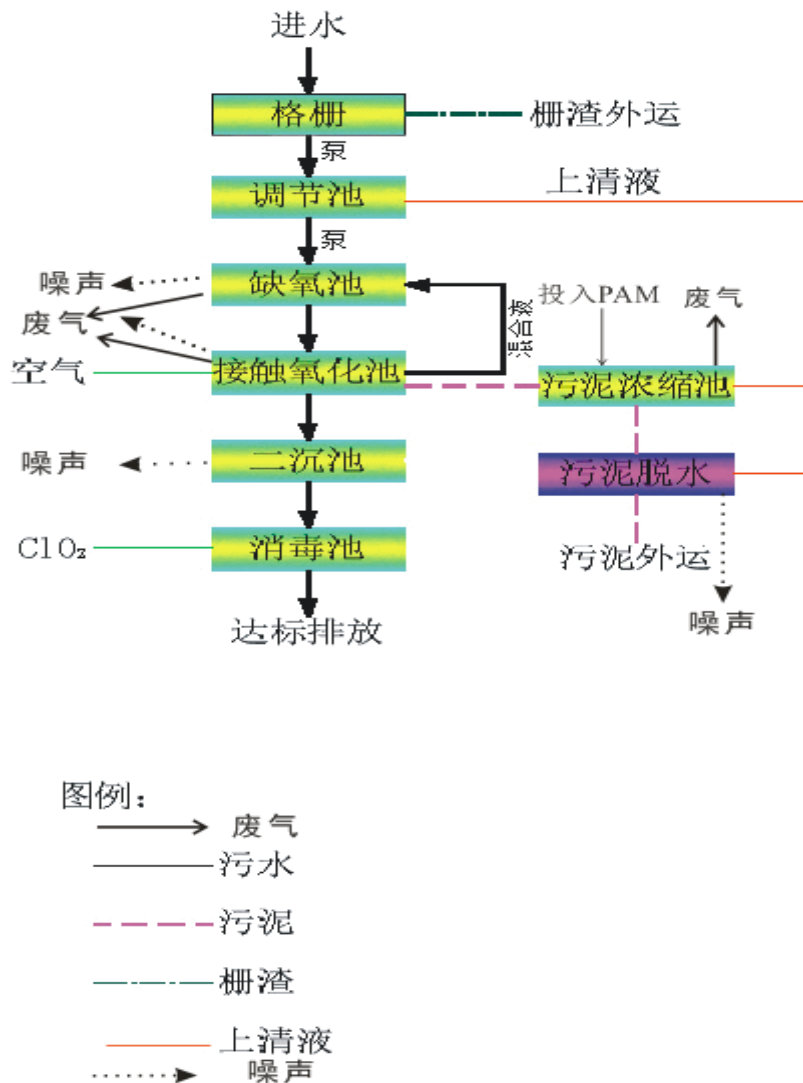 进水
格栅
栅渣外运
泵
调节池
上清液
泵
噪声
缺氧池
废气
混合液
投入PAM
废气
空气
接触氧化池
污泥浓缩池
噪声
二沉池
污泥脱水
ClO₂
消毒池
污泥外运
达标排放
噪声
图例：
废气
污水
污泥
栅渣
上清液
噪声